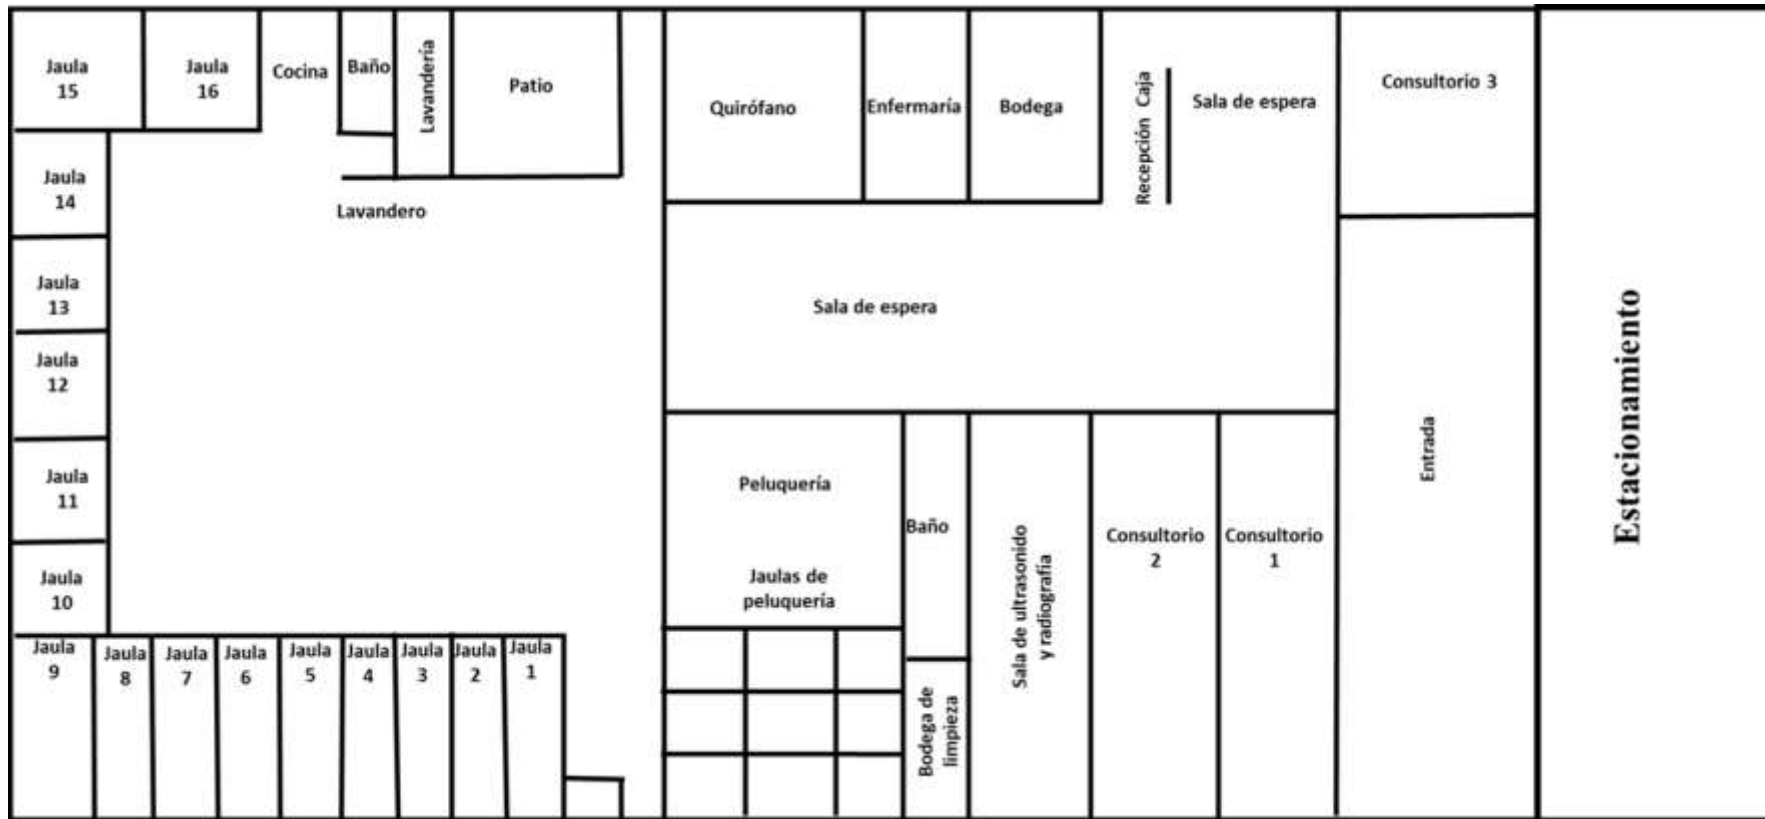 Jaula
15
Jaula
16
Cocina
Baño
Lavandería
Patio
Quirófano
Enfermaría
Bodega
Recepción Caja
Sala de espera
Consultorio 3
Jaula
14
Lavandero
Jaula
13
Sala de espera
Jaula
12
Entrada
Estacionamiento
Jaula
11
Peluquería
Baño
Sala de ultrasonido
y radiografía
Consultorio
2
Consultorio
1
Jaula
10
Jaulas de
peluquería
Jaula
9
Jaula
8
Jaula
7
Jaula
6
Jaula
5
Jaula
4
Jaula
3
Jaula
2
Jaula
1
Bodega de
limpieza